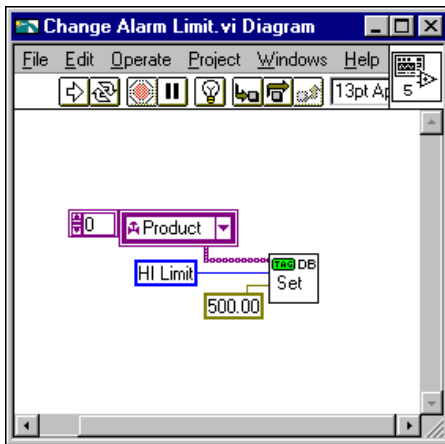 Change Alarm Limit.vi Diagram
File Edit Operate Project Windows Help
13pt Ap
5
0 Product
TAG DB
HI Limit Set
500.00